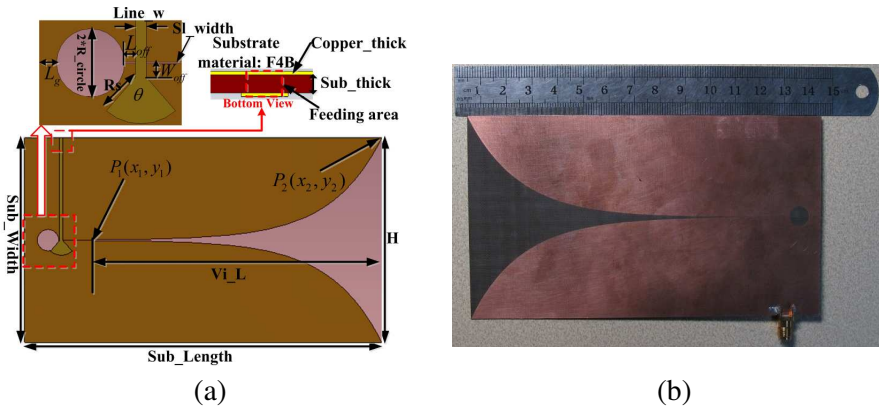 Line_w
Sl_width
2*R_circle
L_off
Substrate
material: F4B
Copper_thick
L_g
W_off
Rs
θ
Sub_thick
Bottom View
Feeding area
P_1(x_1, y_1)
P_2(x_2, y_2)
Sub_Width
H
Vi_L
Sub_Length
cm 1 2 3 4 5 6 7 8 9 10 11 12 13 14 15
(a)
(b)